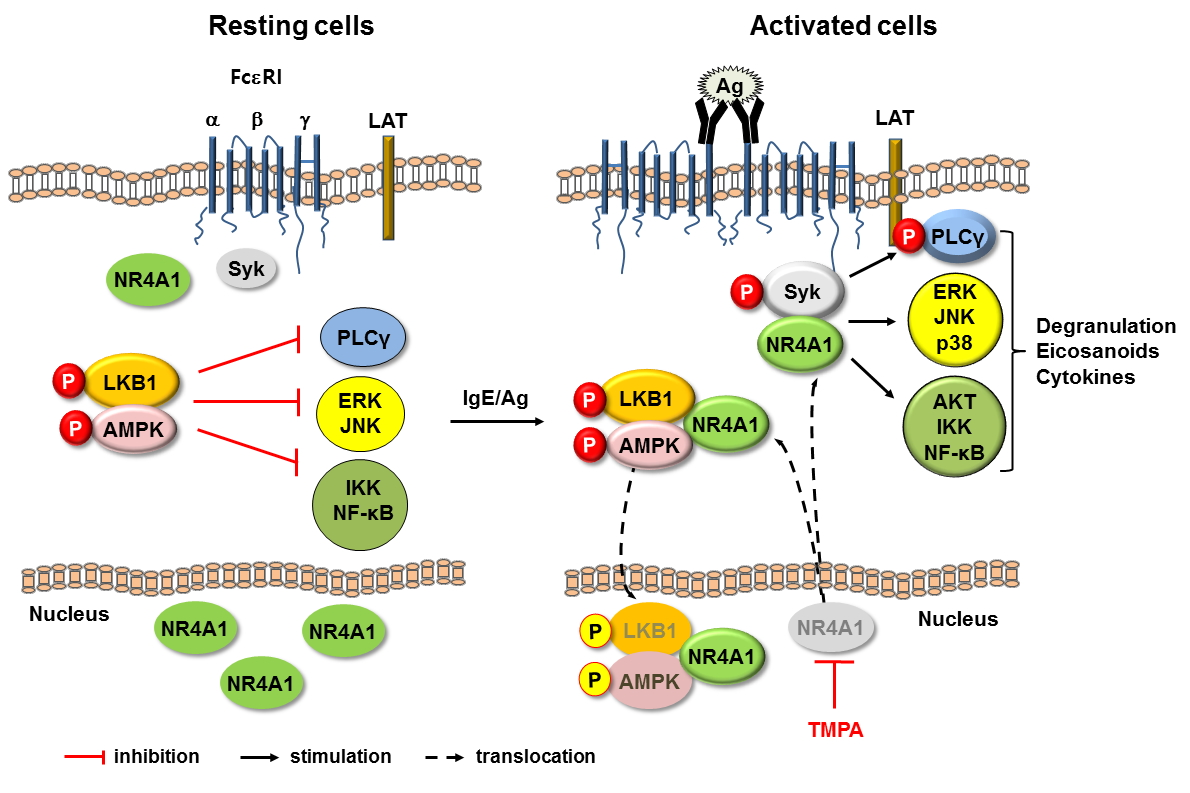 Resting cells
Activated cells
FcεRI
α
β
γ
LAT
NR4A1
Syk
PLCγ
P
LKB1
P
AMPK
ERK
JNK
IKK
NF-κB
Nucleus
NR4A1
NR4A1
NR4A1
IgE/Ag
Ag
LAT
P
PLCγ
P
Syk
NR4A1
ERK
JNK
p38
AKT
IKK
NF-κB
Degranulation
Eicosanoids
Cytokines
P
LKB1
P
AMPK
NR4A1
P
LKB1
P
AMPK
NR4A1
NR4A1
Nucleus
TMPA
inhibition
stimulation
translocation